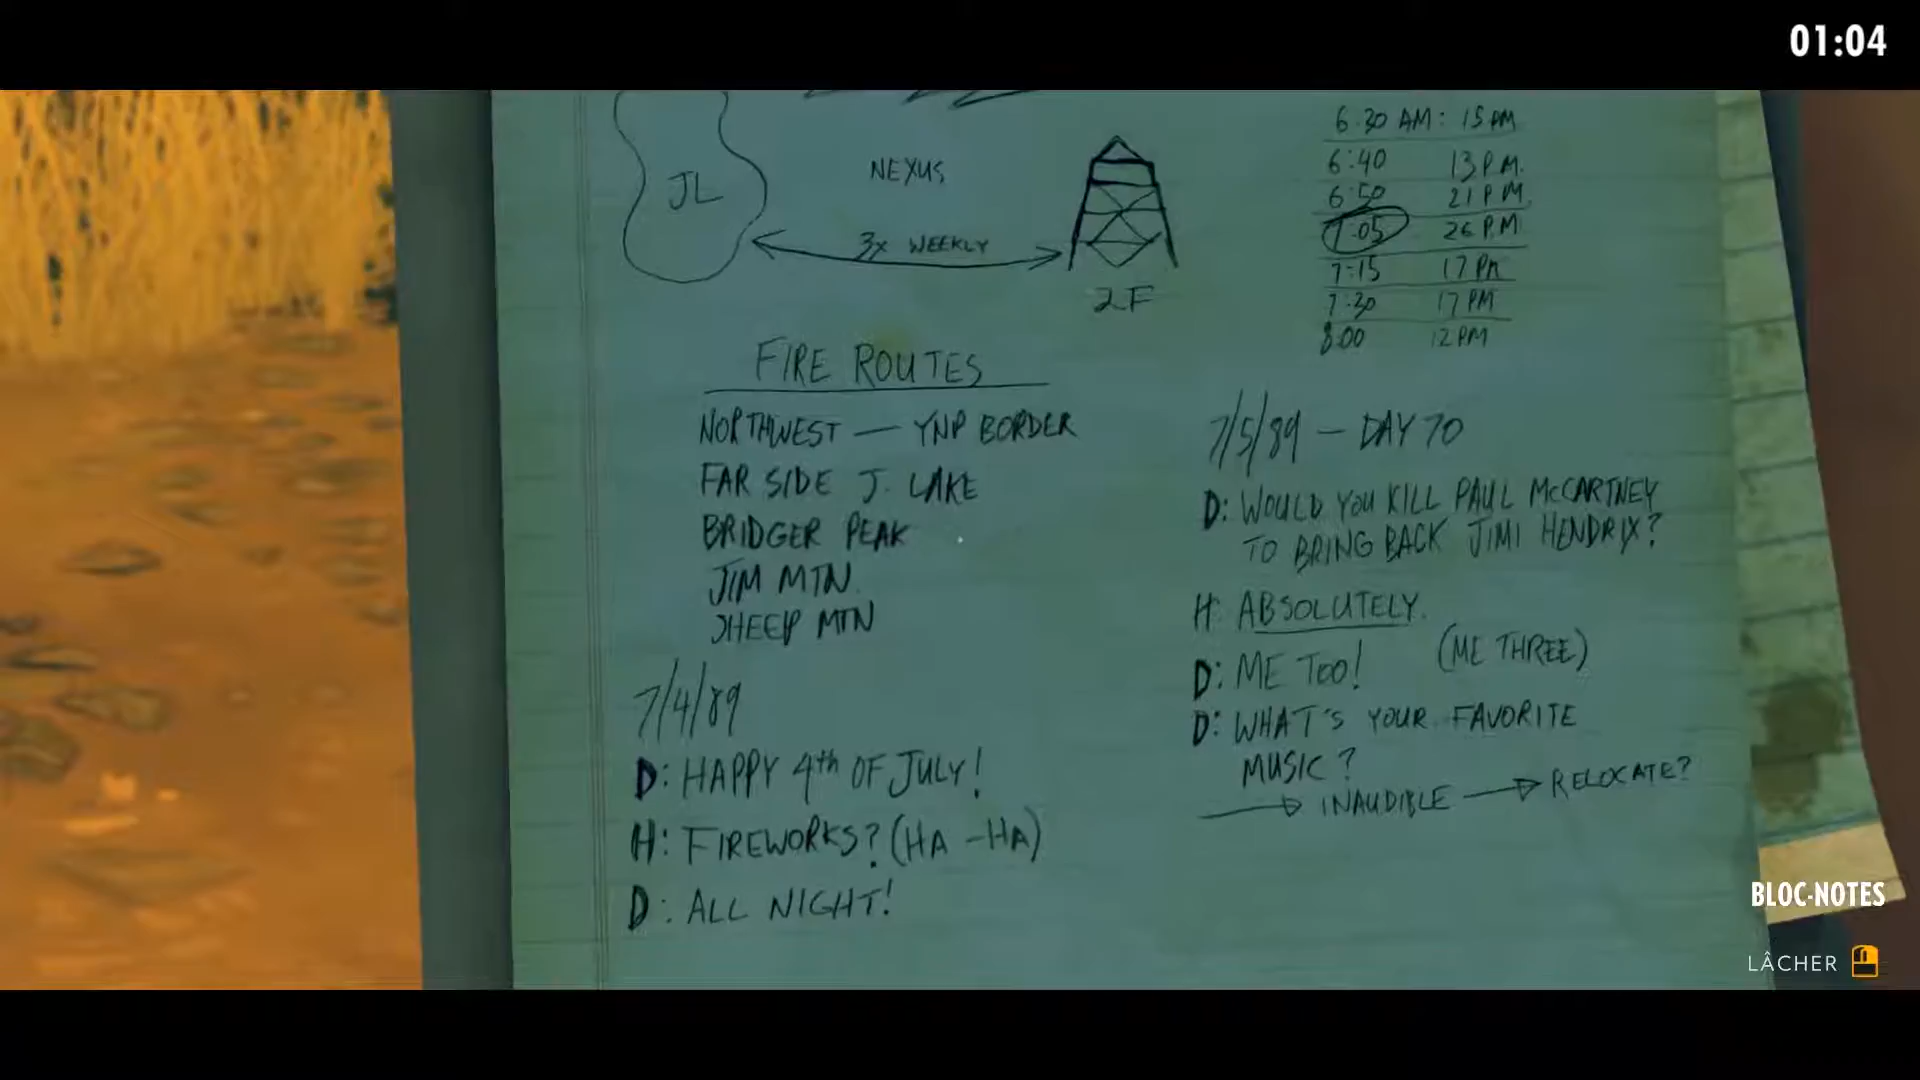 01:04
JL
NEXUS
3X WEEKLY
2F
FIRE ROUTES
NORTHWEST — YNP BORDER
FAR SIDE J. LAKE
BRIDGER PEAK
JIM MTN.
SHEEP MTN
7/4/89
D: HAPPY 4th OF JULY!
H: FIREWORKS? (HA-HA)
D: ALL NIGHT!
6:30 AM: 15 PM
6:40 13 P.M.
6:50 21 P.M.
7:05 26 P.M.
7:15 17 PM
7:30 17 PM
8:00 12 PM
7/5/89 — DAY 70
D: WOULD YOU KILL PAUL McCARTNEY
TO BRING BACK JIMI HENDRIX?
H: ABSOLUTELY.
D: ME TOO! (ME THREE)
D: WHAT'S YOUR FAVORITE
MUSIC?
→ INAUDIBLE → RELOCATE?
BLOC-NOTES
LÂCHER